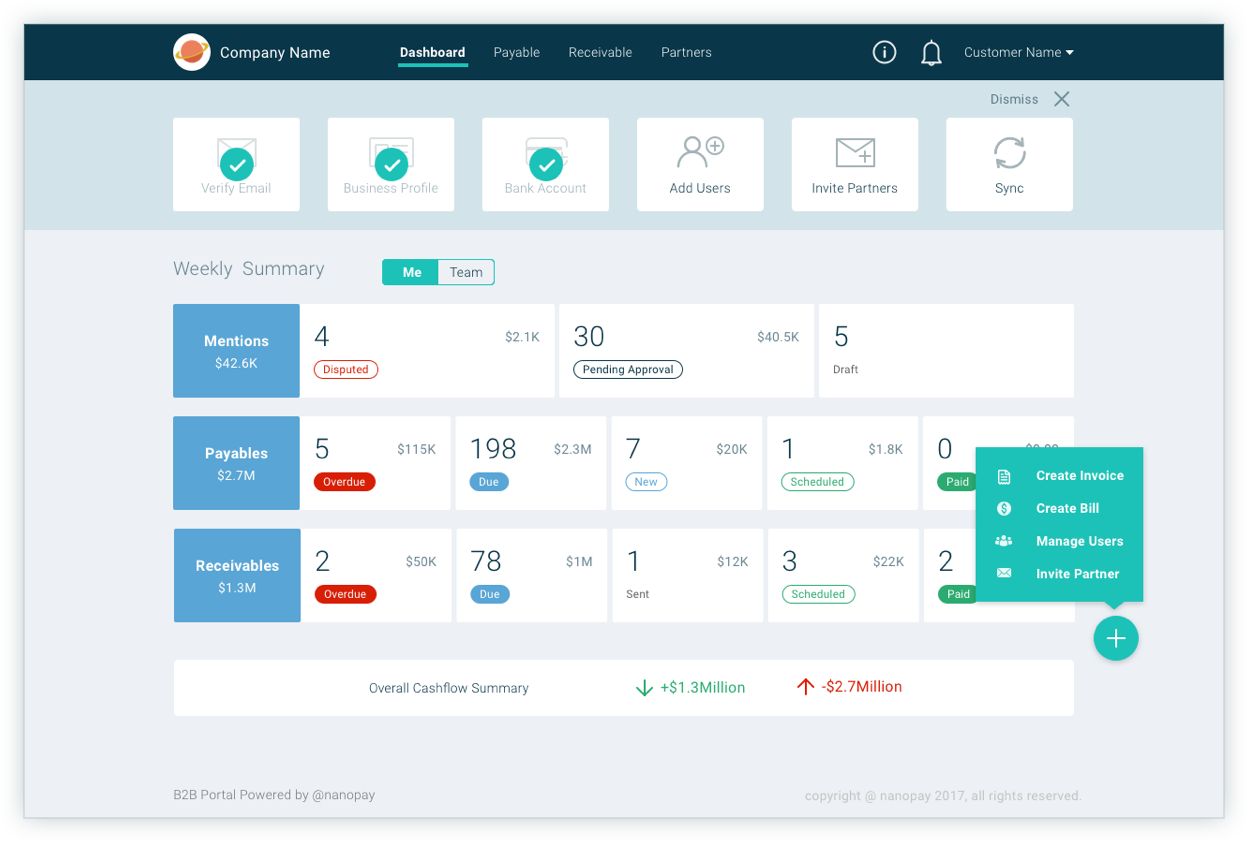 Company Name
Dashboard
Payable
Receivable
Partners
Customer Name
Dismiss
Verify Email
Business Profile
Bank Account
Add Users
Invite Partners
Sync
Weekly Summary
Me
Team
Mentions
$42.6K
4
$2.1K
Disputed
30
$40.5K
Pending Approval
5
Draft
Payables
$2.7M
5
$115K
Overdue
198
$2.3M
Due
7
$20K
New
1
$1.8K
Scheduled
0
Paid
Receivables
$1.3M
2
$50K
Overdue
78
$1M
Due
1
$12K
Sent
3
$22K
Scheduled
2
Paid
Create Invoice
Create Bill
Manage Users
Invite Partner
Overall Cashflow Summary
+$1.3Million
-$2.7Million
B2B Portal Powered by @nanopay
copyright @ nanopay 2017, all rights reserved.